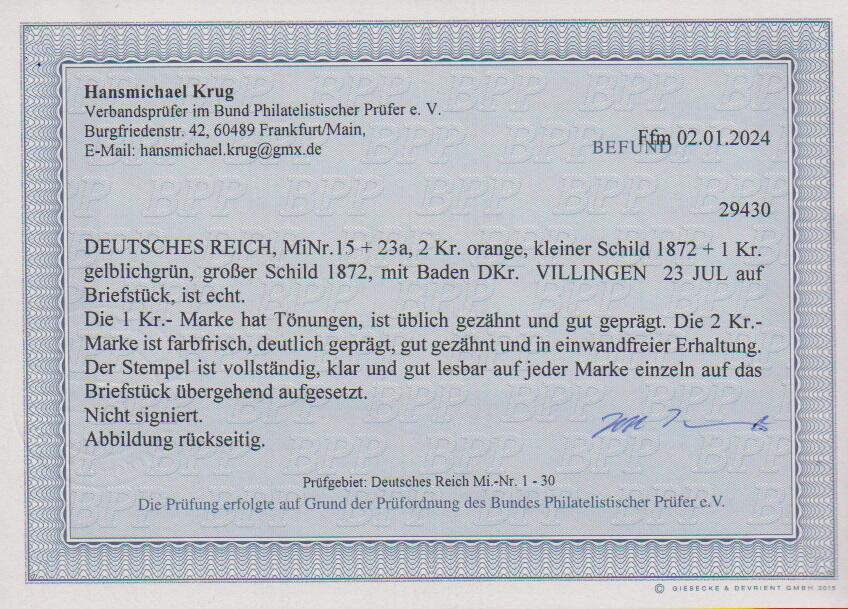 Hansmichael Krug
Verbandsprüfer im Bund Philatelistischer Prüfer e. V.
Burgfriedenstr. 42, 60489 Frankfurt/Main,
E-Mail: hansmichael.krug@gmx.de
BEFUND
Ffm 02.01.2024
29430
DEUTSCHES REICH, MiNr.15 + 23a, 2 Kr. orange, kleiner Schild 1872 + 1 Kr.
gelblichgrün, großer Schild 1872, mit Baden DKr. VILLINGEN 23 JUL auf
Briefstück, ist echt.
Die 1 Kr.- Marke hat Tönungen, ist üblich gezähnt und gut geprägt. Die 2 Kr.-
Marke ist farbfrisch, deutlich geprägt, gut gezähnt und in einwandfreier Erhaltung.
Der Stempel ist vollständig, klar und gut lesbar auf jeder Marke einzeln auf das
Briefstück übergehend aufgesetzt.
Nicht signiert.
Abbildung rückseitig.
Prüfgebiet: Deutsches Reich Mi.-Nr. 1 - 30
Die Prüfung erfolgte auf Grund der Prüfordnung des Bundes Philatelistischer Prüfer e.V.
© GIESECKE & DEVRIENT GMBH 2015